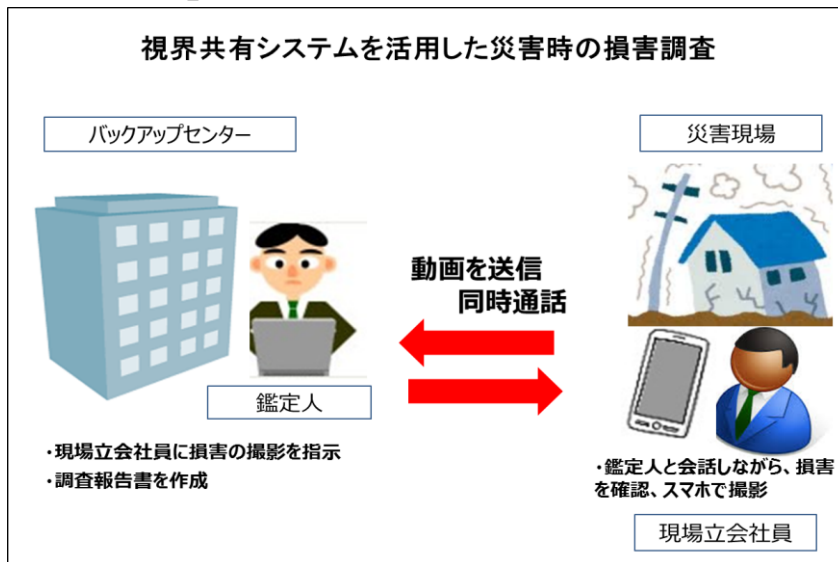 視界共有システムを活用した災害時の損害調査
バックアップセンター
災害現場
動画を送信
同時通話
鑑定人
・現場立会社員に損害の撮影を指示
・調査報告書を作成
・鑑定人と会話しながら、損害
を確認、スマホで撮影
現場立会社員